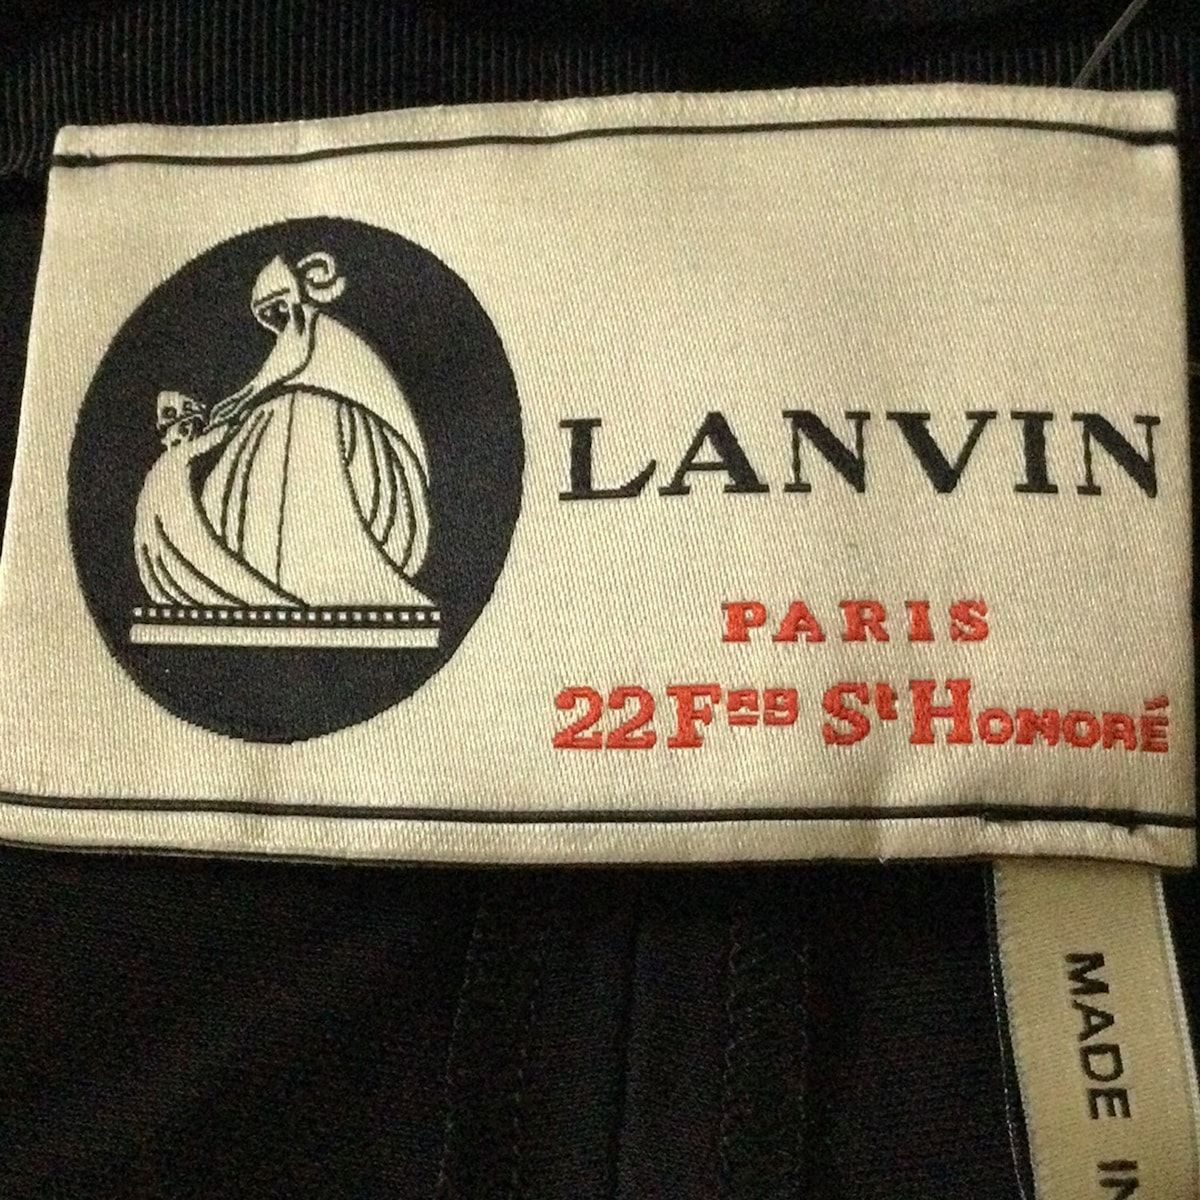 LANVIN
PARIS
22 Fbg St Honoré
MADE IN